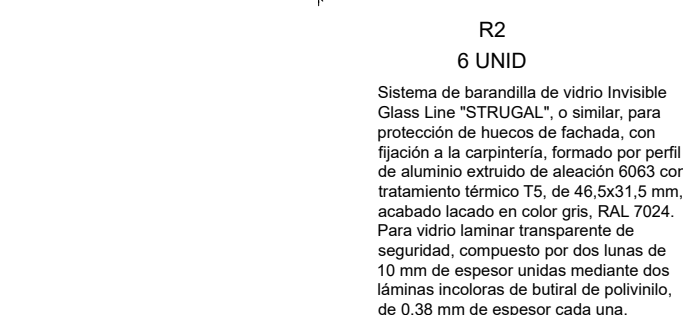 R2
6 UNID
Sistema de barandilla de vidrio Invisible
Glass Line "STRUGAL", o similar, para
protección de huecos de fachada, con
fijación a la carpintería, formado por perfil
de aluminio extruido de aleación 6063 con
tratamiento térmico T5, de 46,5x31,5 mm,
acabado lacado en color gris, RAL 7024.
Para vidrio laminar transparente de
seguridad, compuesto por dos lunas de
10 mm de espesor unidas mediante dos
láminas incoloras de butiral de polivinilo,
de 0,38 mm de espesor cada una.